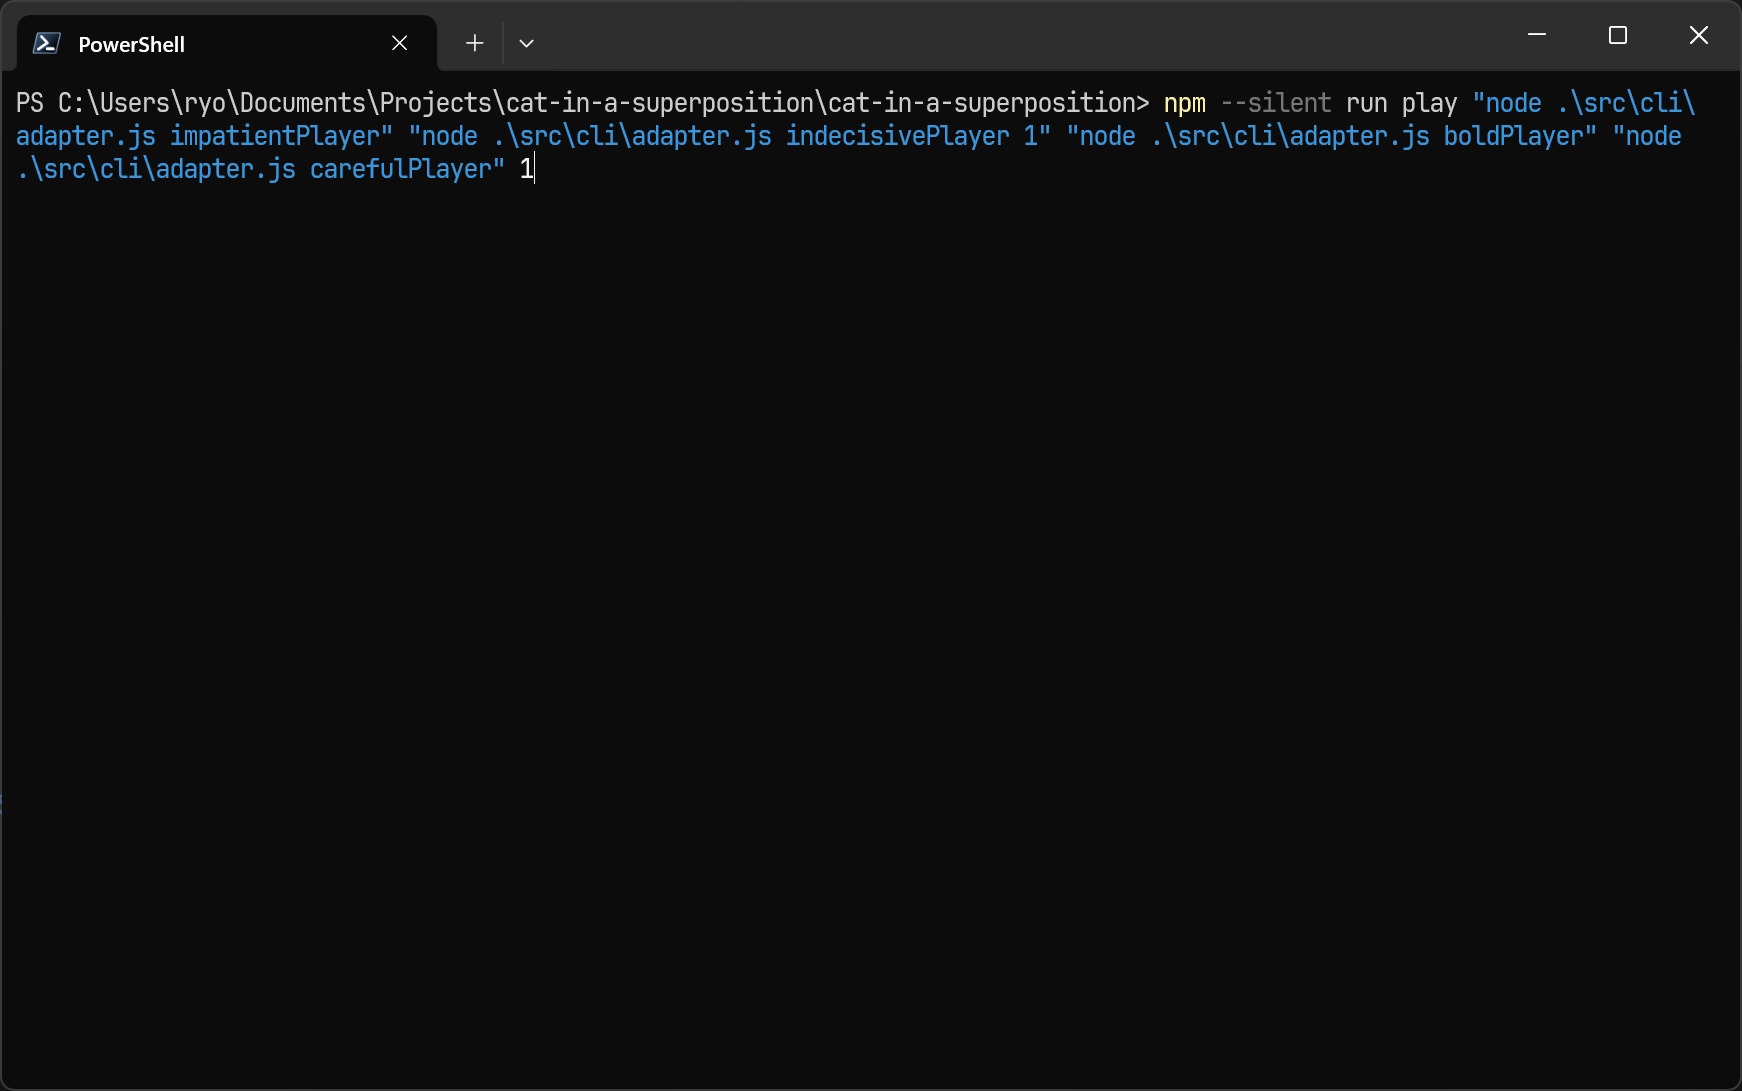 PowerShell
PS C:\Users\ryo\Documents\Projects\cat-in-a-superposition\cat-in-a-superposition> npm --silent run play "node .\src\cli\
adapter.js impatientPlayer" "node .\src\cli\adapter.js indecisivePlayer 1" "node .\src\cli\adapter.js boldPlayer" "node
.\src\cli\adapter.js carefulPlayer" 1